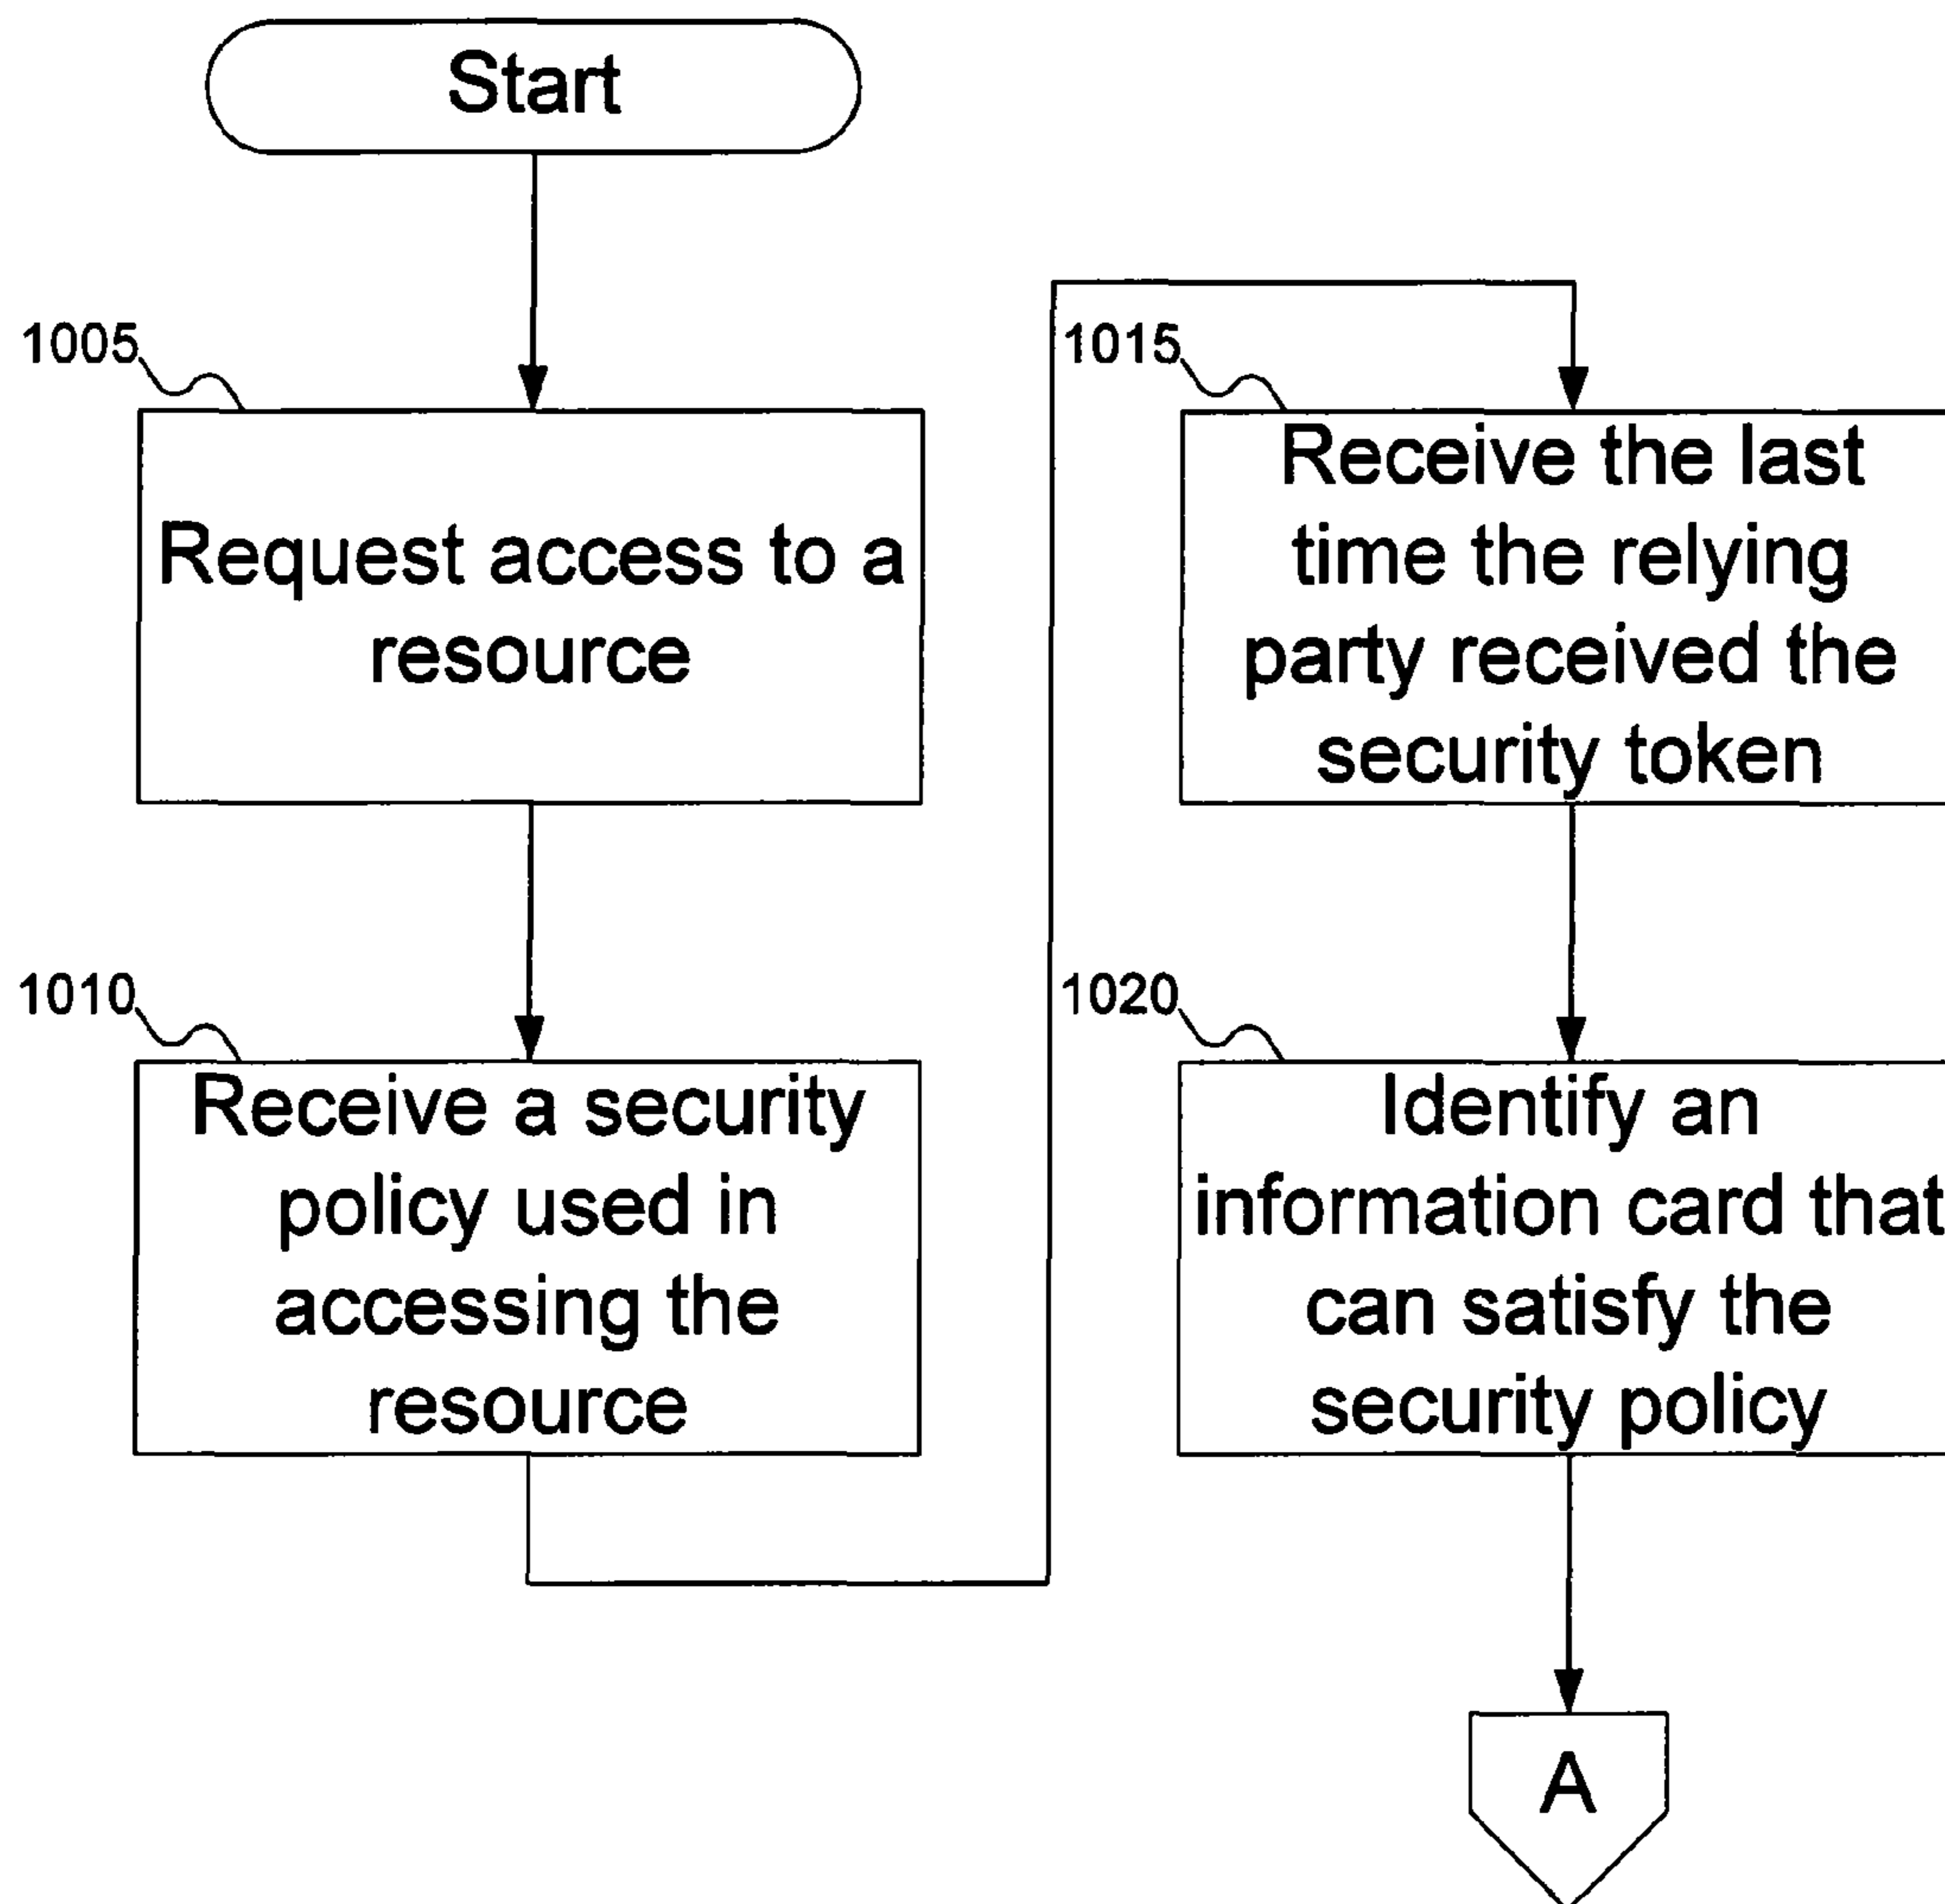 Start
1005
Request access to a
resource
1010
Receive a security
policy used in
accessing the
resource
1015
Receive the last
time the relying
party received the
security token
1020
Identify an
information card that
can satisfy the
security policy
A